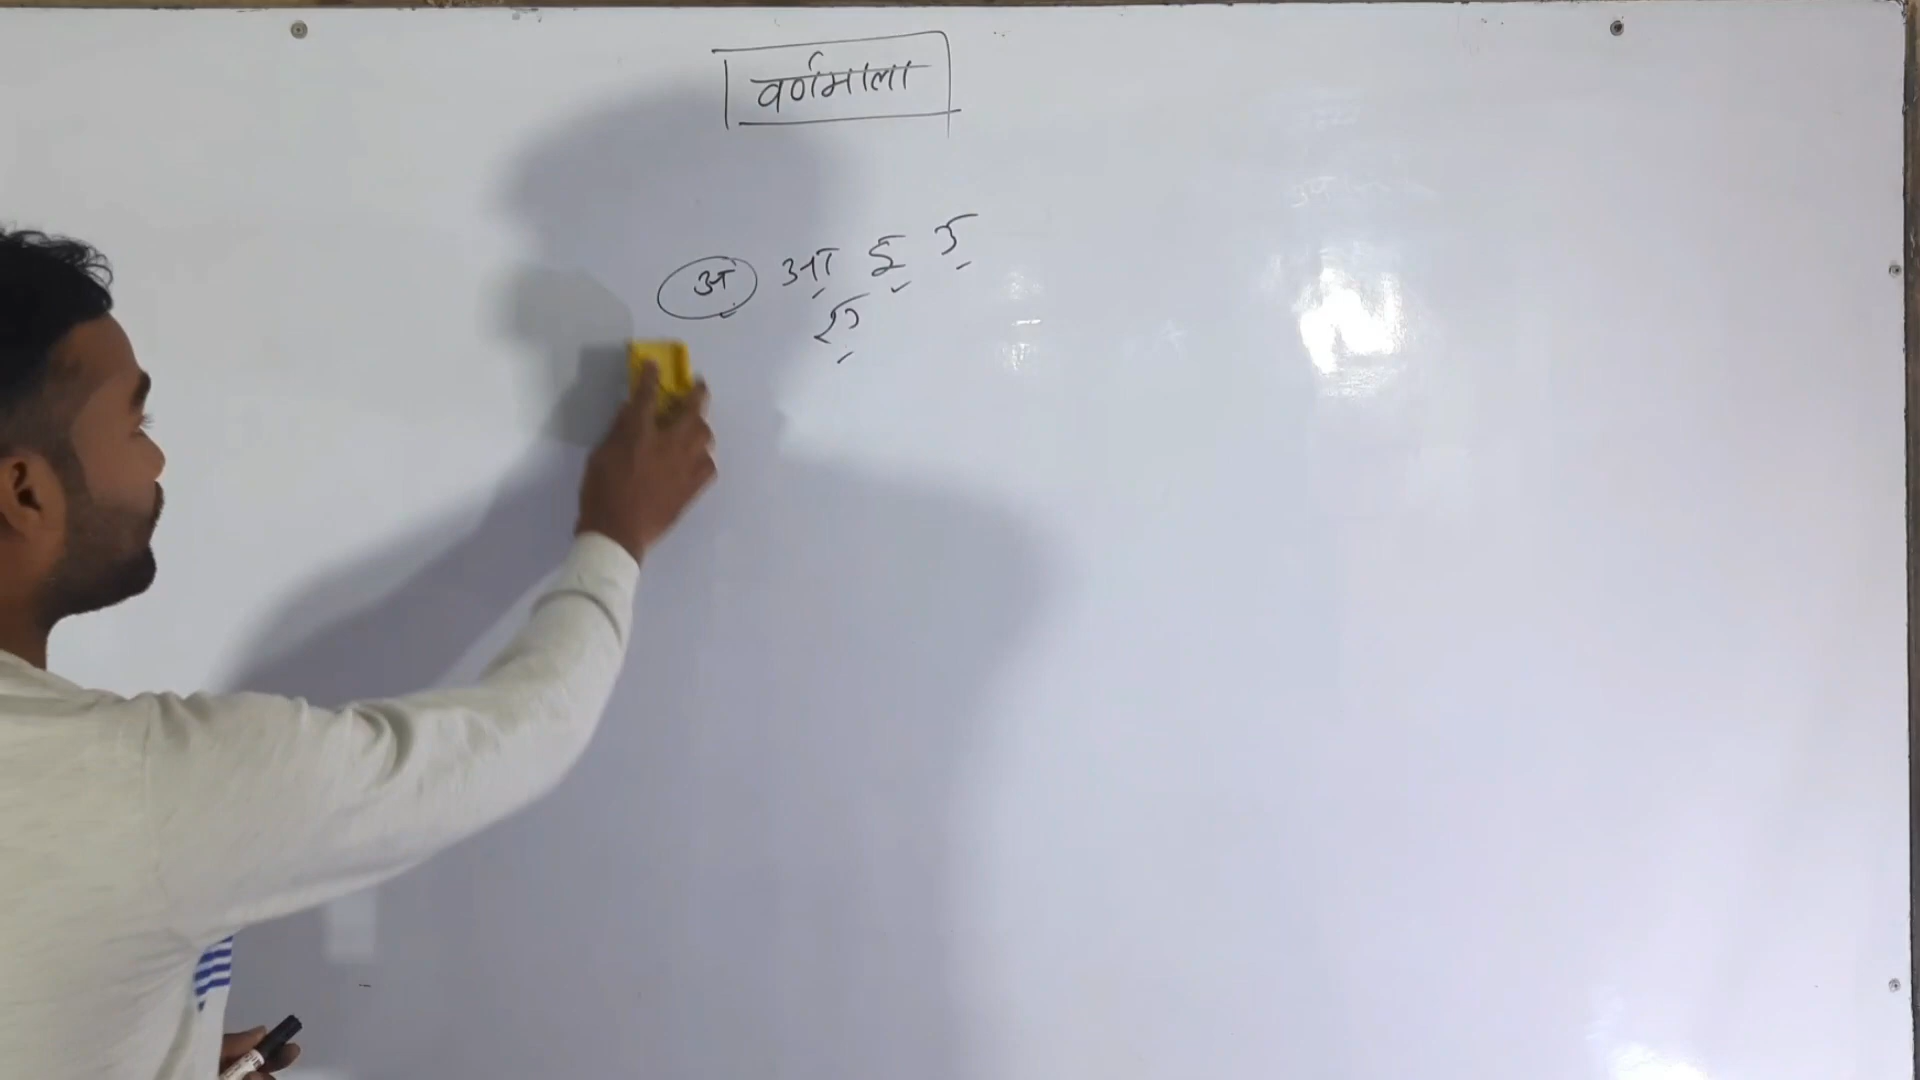 वर्णमाला
अ आ इ उ
ए